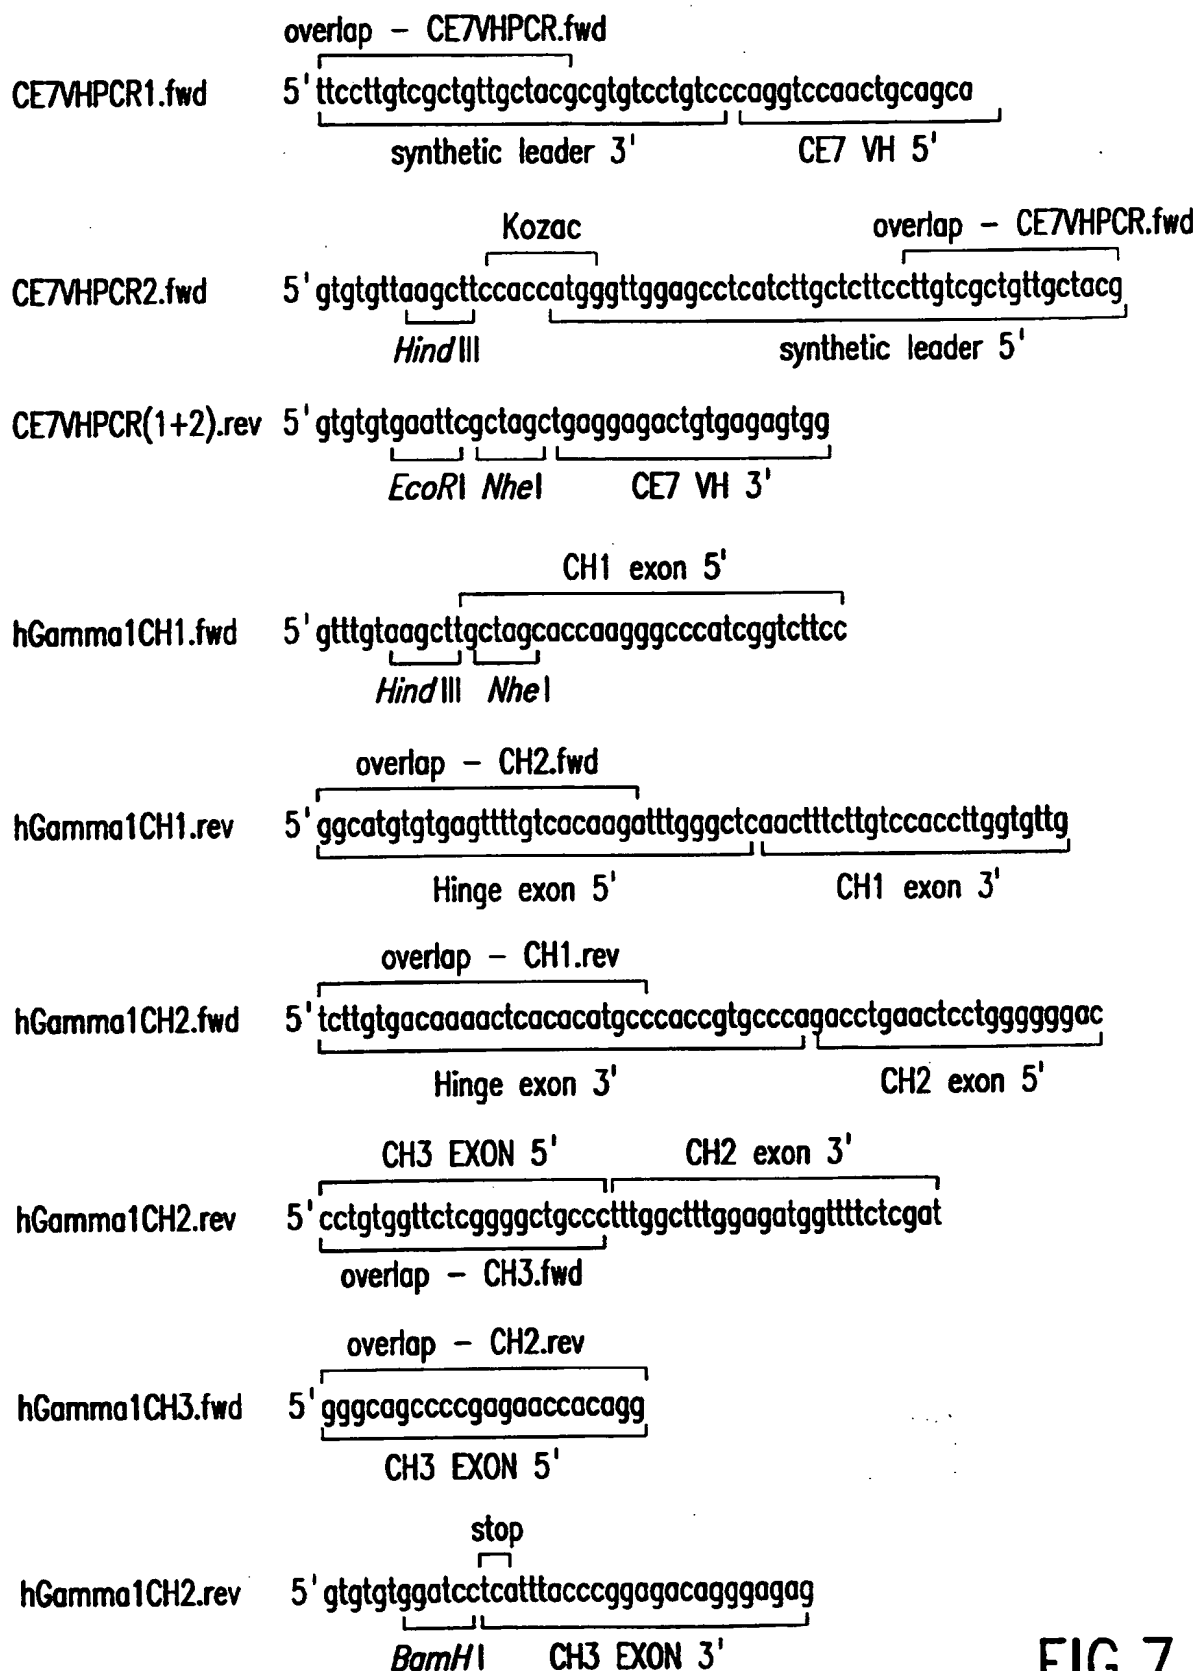 overlap – CE7VHPCR.fwd
CE7VHPCR1.fwd 5'ttccttgtcgctgttgctacgcgtgtcctgtcccaggtccaactgcagca
synthetic leader 3' CE7 VH 5'
Kozac overlap – CE7VHPCR.fwd
CE7VHPCR2.fwd 5'gtgtgttaagcttccaccatgggttggagcctcatcttgctcttccttgtcgctgttgctacg
HindIII synthetic leader 5'
CE7VHPCR(1+2).rev 5'gtgtgtgaattcgctagctgaggagactgtgagagtgg
EcoRI NheI CE7 VH 3'
CH1 exon 5'
hGamma1CH1.fwd 5'gtttgtaagcttgctagcaccaagggcccatcggtcttcc
HindIII NheI
overlap – CH2.fwd
hGamma1CH1.rev 5'ggcatgtgtgagttttgtcacaagatttgggctcaactttcttgtccaccttggtgttg
Hinge exon 5' CH1 exon 3'
overlap – CH1.rev
hGamma1CH2.fwd 5'tcttgtgacaaaactcacacatgcccaccgtgcccagacctgaactcctggggggac
Hinge exon 3' CH2 exon 5'
CH3 EXON 5' CH2 exon 3'
hGamma1CH2.rev 5'cctgtggttctcggggctgccctttggctttggagatggttttctcgat
overlap – CH3.fwd
overlap – CH2.rev
hGamma1CH3.fwd 5'gggcagccccgagaaccacagg
CH3 EXON 5'
stop
hGamma1CH2.rev 5'gtgtgtggatcctcatttacccggagacagggagag
BamHI CH3 EXON 3'
FIG.7